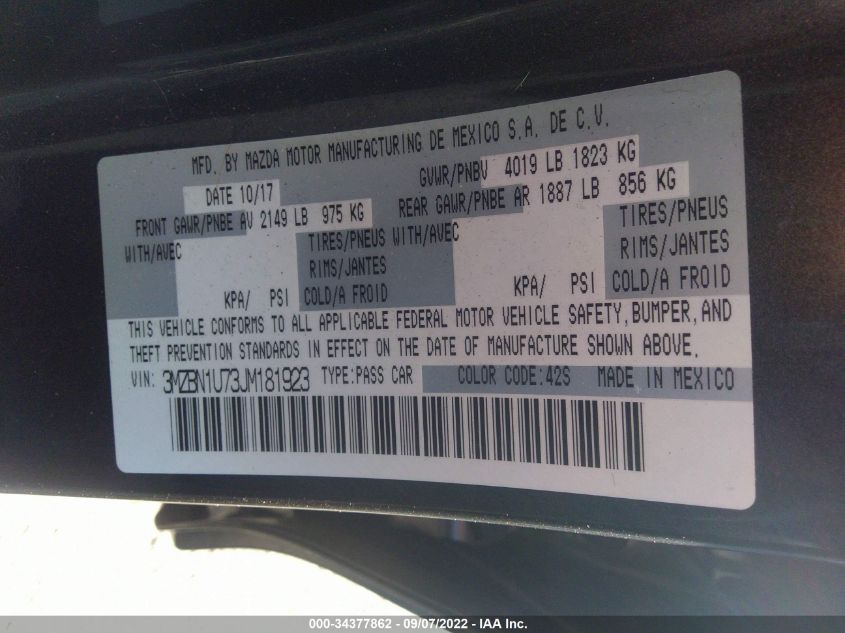 MFD. BY MAZDA MOTOR MANUFACTURING DE MEXICO S.A. DE C.V.
DATE 10/17 GVWR/PNBV 4019 LB 1823 KG
FRONT GAWR/PNBE AV 2149 LB 975 KG REAR GAWR/PNBE AR 1887 LB 856 KG
WITH/AVEC TIRES/PNEUS WITH/AVEC TIRES/PNEUS
RIMS/JANTES RIMS/JANTES
KPA/ PSI COLD/A FROID KPA/ PSI COLD/A FROID
THIS VEHICLE CONFORMS TO ALL APPLICABLE FEDERAL MOTOR VEHICLE SAFETY, BUMPER, AND
THEFT PREVENTION STANDARDS IN EFFECT ON THE DATE OF MANUFACTURE SHOWN ABOVE.
VIN: 3MZBN1U73JM181923 TYPE:PASS CAR COLOR CODE:42S MADE IN MEXICO
000-34377862 - 09/07/2022 - IAA Inc.